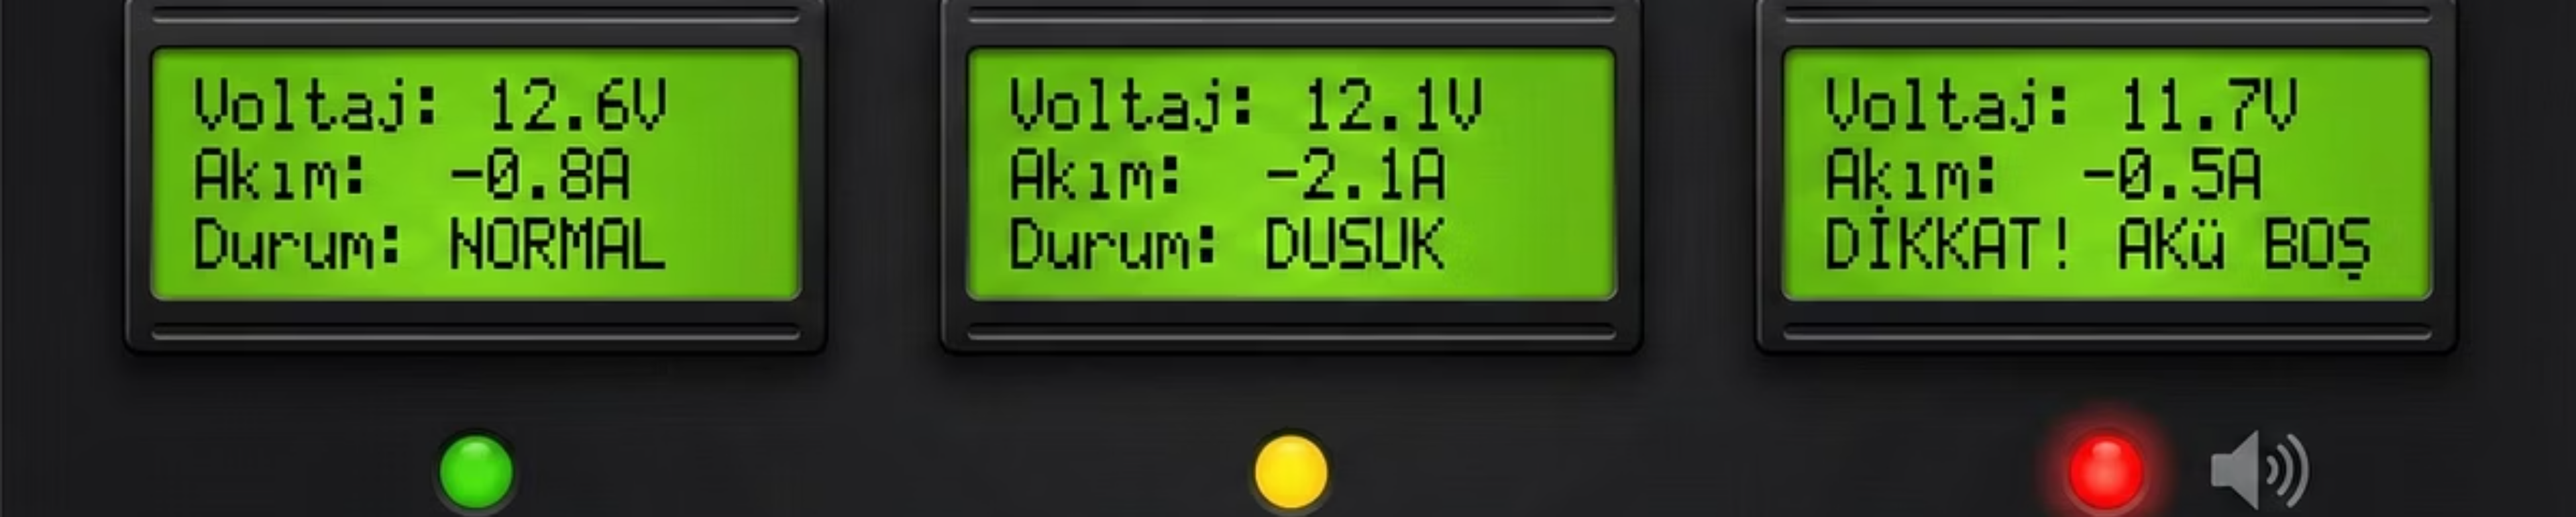 Voltaj: 12.6V
Akım: -0.8A
Durum: NORMAL
Voltaj: 12.1V
Akım: -2.1A
Durum: DUSUK
Voltaj: 11.7V
Akım: -0.5A
DİKKAT! AKü BOŞ